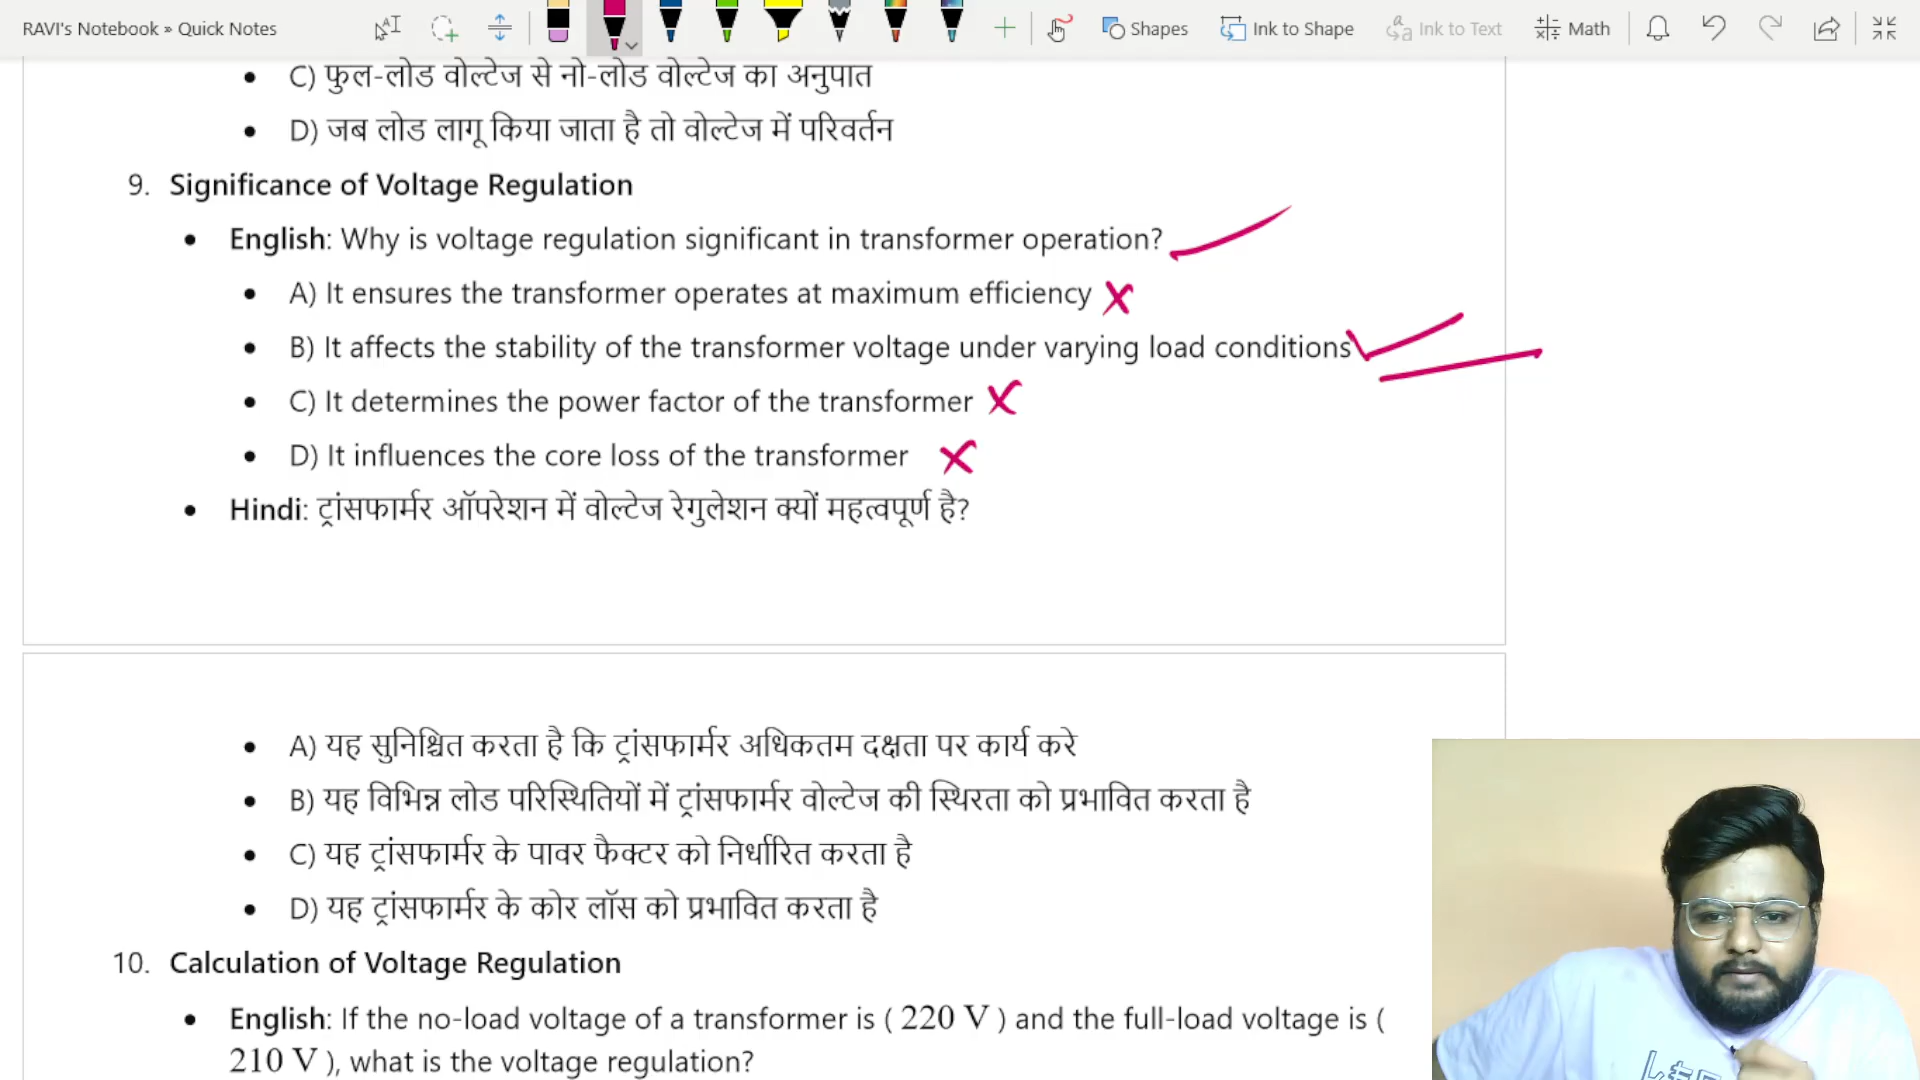 RAVI's Notebook » Quick Notes
Shapes
Ink to Shape
Ink to Text
Math
• C) फुल-लोड वोल्टेज से नो-लोड वोल्टेज का अनुपात
• D) जब लोड लागू किया जाता है तो वोल्टेज में परिवर्तन
9. Significance of Voltage Regulation
• English: Why is voltage regulation significant in transformer operation?
• A) It ensures the transformer operates at maximum efficiency
• B) It affects the stability of the transformer voltage under varying load conditions
• C) It determines the power factor of the transformer
• D) It influences the core loss of the transformer
• Hindi: ट्रांसफार्मर ऑपरेशन में वोल्टेज रेगुलेशन क्यों महत्वपूर्ण है?
• A) यह सुनिश्चित करता है कि ट्रांसफार्मर अधिकतम दक्षता पर कार्य करे
• B) यह विभिन्न लोड परिस्थितियों में ट्रांसफार्मर वोल्टेज की स्थिरता को प्रभावित करता है
• C) यह ट्रांसफार्मर के पावर फैक्टर को निर्धारित करता है
• D) यह ट्रांसफार्मर के कोर लॉस को प्रभावित करता है
10. Calculation of Voltage Regulation
• English: If the no-load voltage of a transformer is ( 220 V ) and the full-load voltage is (
210 V ), what is the voltage regulation?